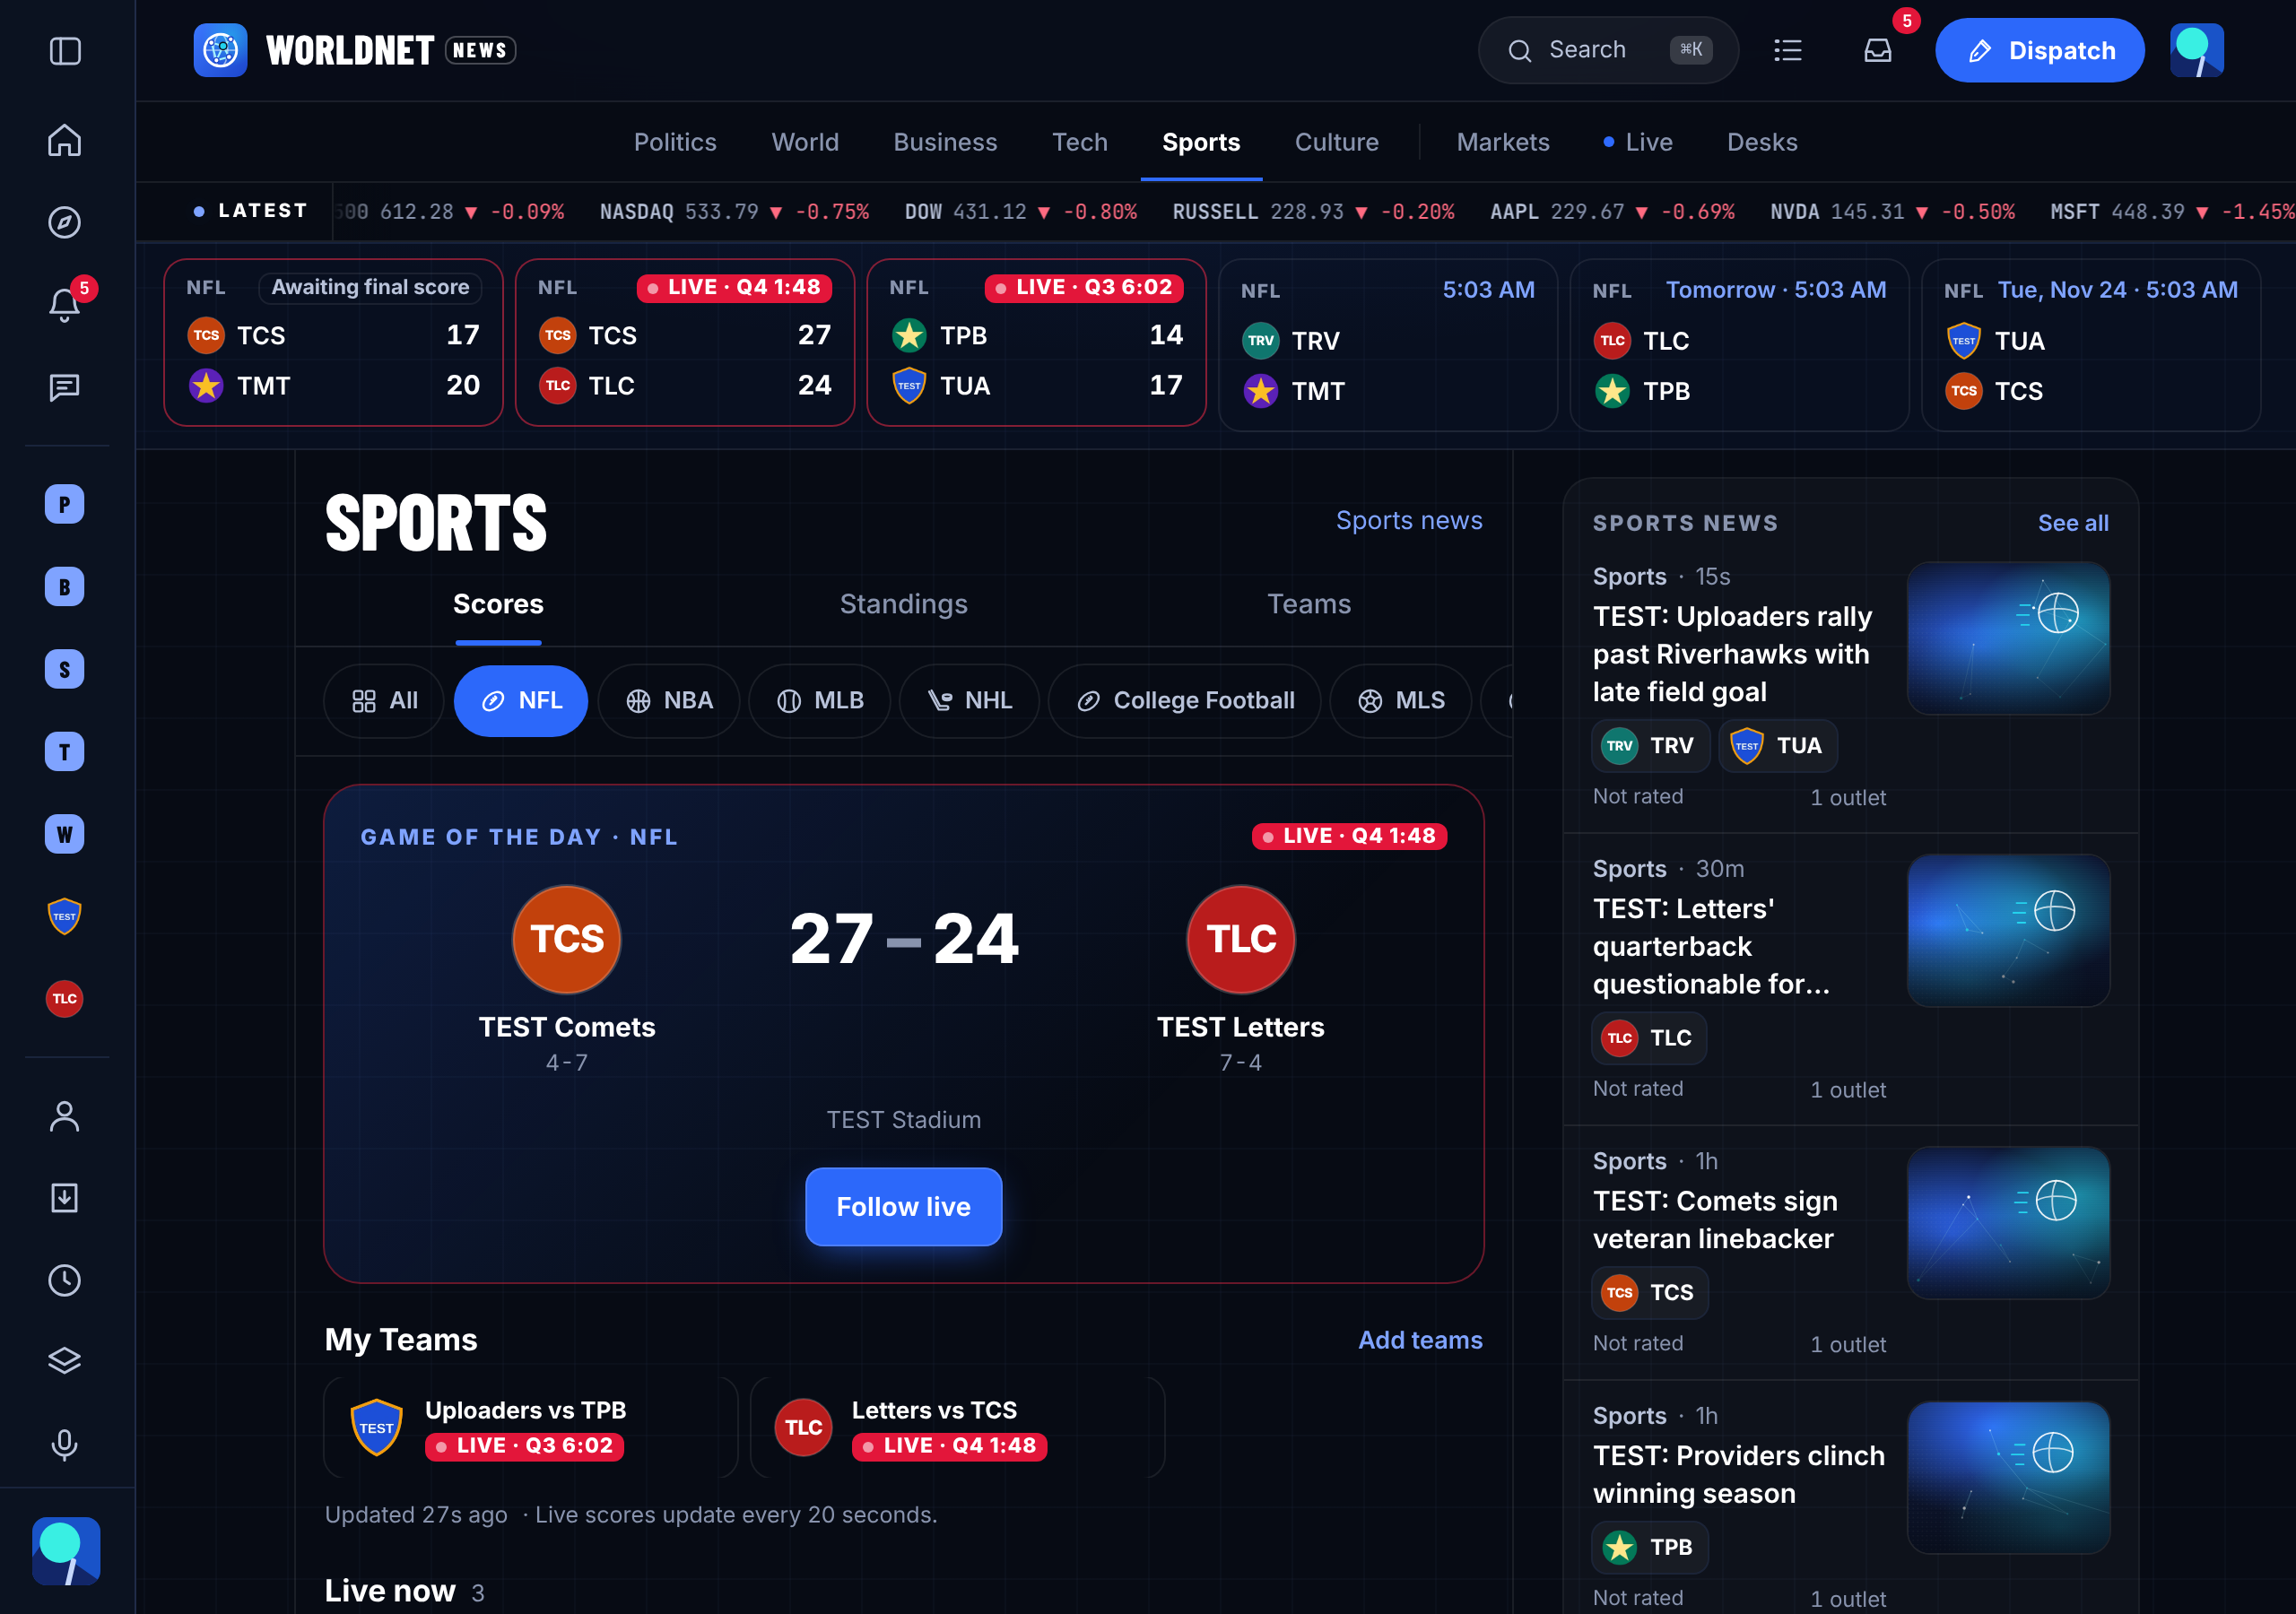 WORLDNET NEWS
Search ⌘K
5
Dispatch
Politics World Business Tech Sports Culture Markets Live Desks
LATEST
612.28 ▼ -0.09% NASDAQ 533.79 ▼ -0.75% DOW 431.12 ▼ -0.80% RUSSELL 228.93 ▼ -0.20% AAPL 229.67 ▼ -0.69% NVDA 145.31 ▼ -0.50% MSFT 448.39 ▼ -1.45%
5
P
B
S
T
W
TEST
TLC
NFL Awaiting final score
TCS TCS 17
TMT 20
NFL LIVE · Q4 1:48
TCS TCS 27
TLC TLC 24
NFL LIVE · Q3 6:02
TPB 14
TEST TUA 17
NFL 5:03 AM
TRV TRV
TMT
NFL Tomorrow · 5:03 AM
TLC TLC
TPB
NFL Tue, Nov 24 · 5:03 AM
TEST TUA
TCS TCS
SPORTS
Sports news
Scores Standings Teams
All NFL NBA MLB NHL College Football MLS
GAME OF THE DAY · NFL
LIVE · Q4 1:48
TCS 27 – 24 TLC
TEST Comets TEST Letters
4-7 7-4
TEST Stadium
Follow live
My Teams
Add teams
TEST
Uploaders vs TPB
LIVE · Q3 6:02
TLC
Letters vs TCS
LIVE · Q4 1:48
Updated 27s ago · Live scores update every 20 seconds.
Live now 3
SPORTS NEWS
See all
Sports · 15s
TEST: Uploaders rally
past Riverhawks with
late field goal
TRV TRV TEST TUA
Not rated 1 outlet
Sports · 30m
TEST: Letters'
quarterback
questionable for...
TLC TLC
Not rated 1 outlet
Sports · 1h
TEST: Comets sign
veteran linebacker
TCS TCS
Not rated 1 outlet
Sports · 1h
TEST: Providers clinch
winning season
TPB
Not rated 1 outlet